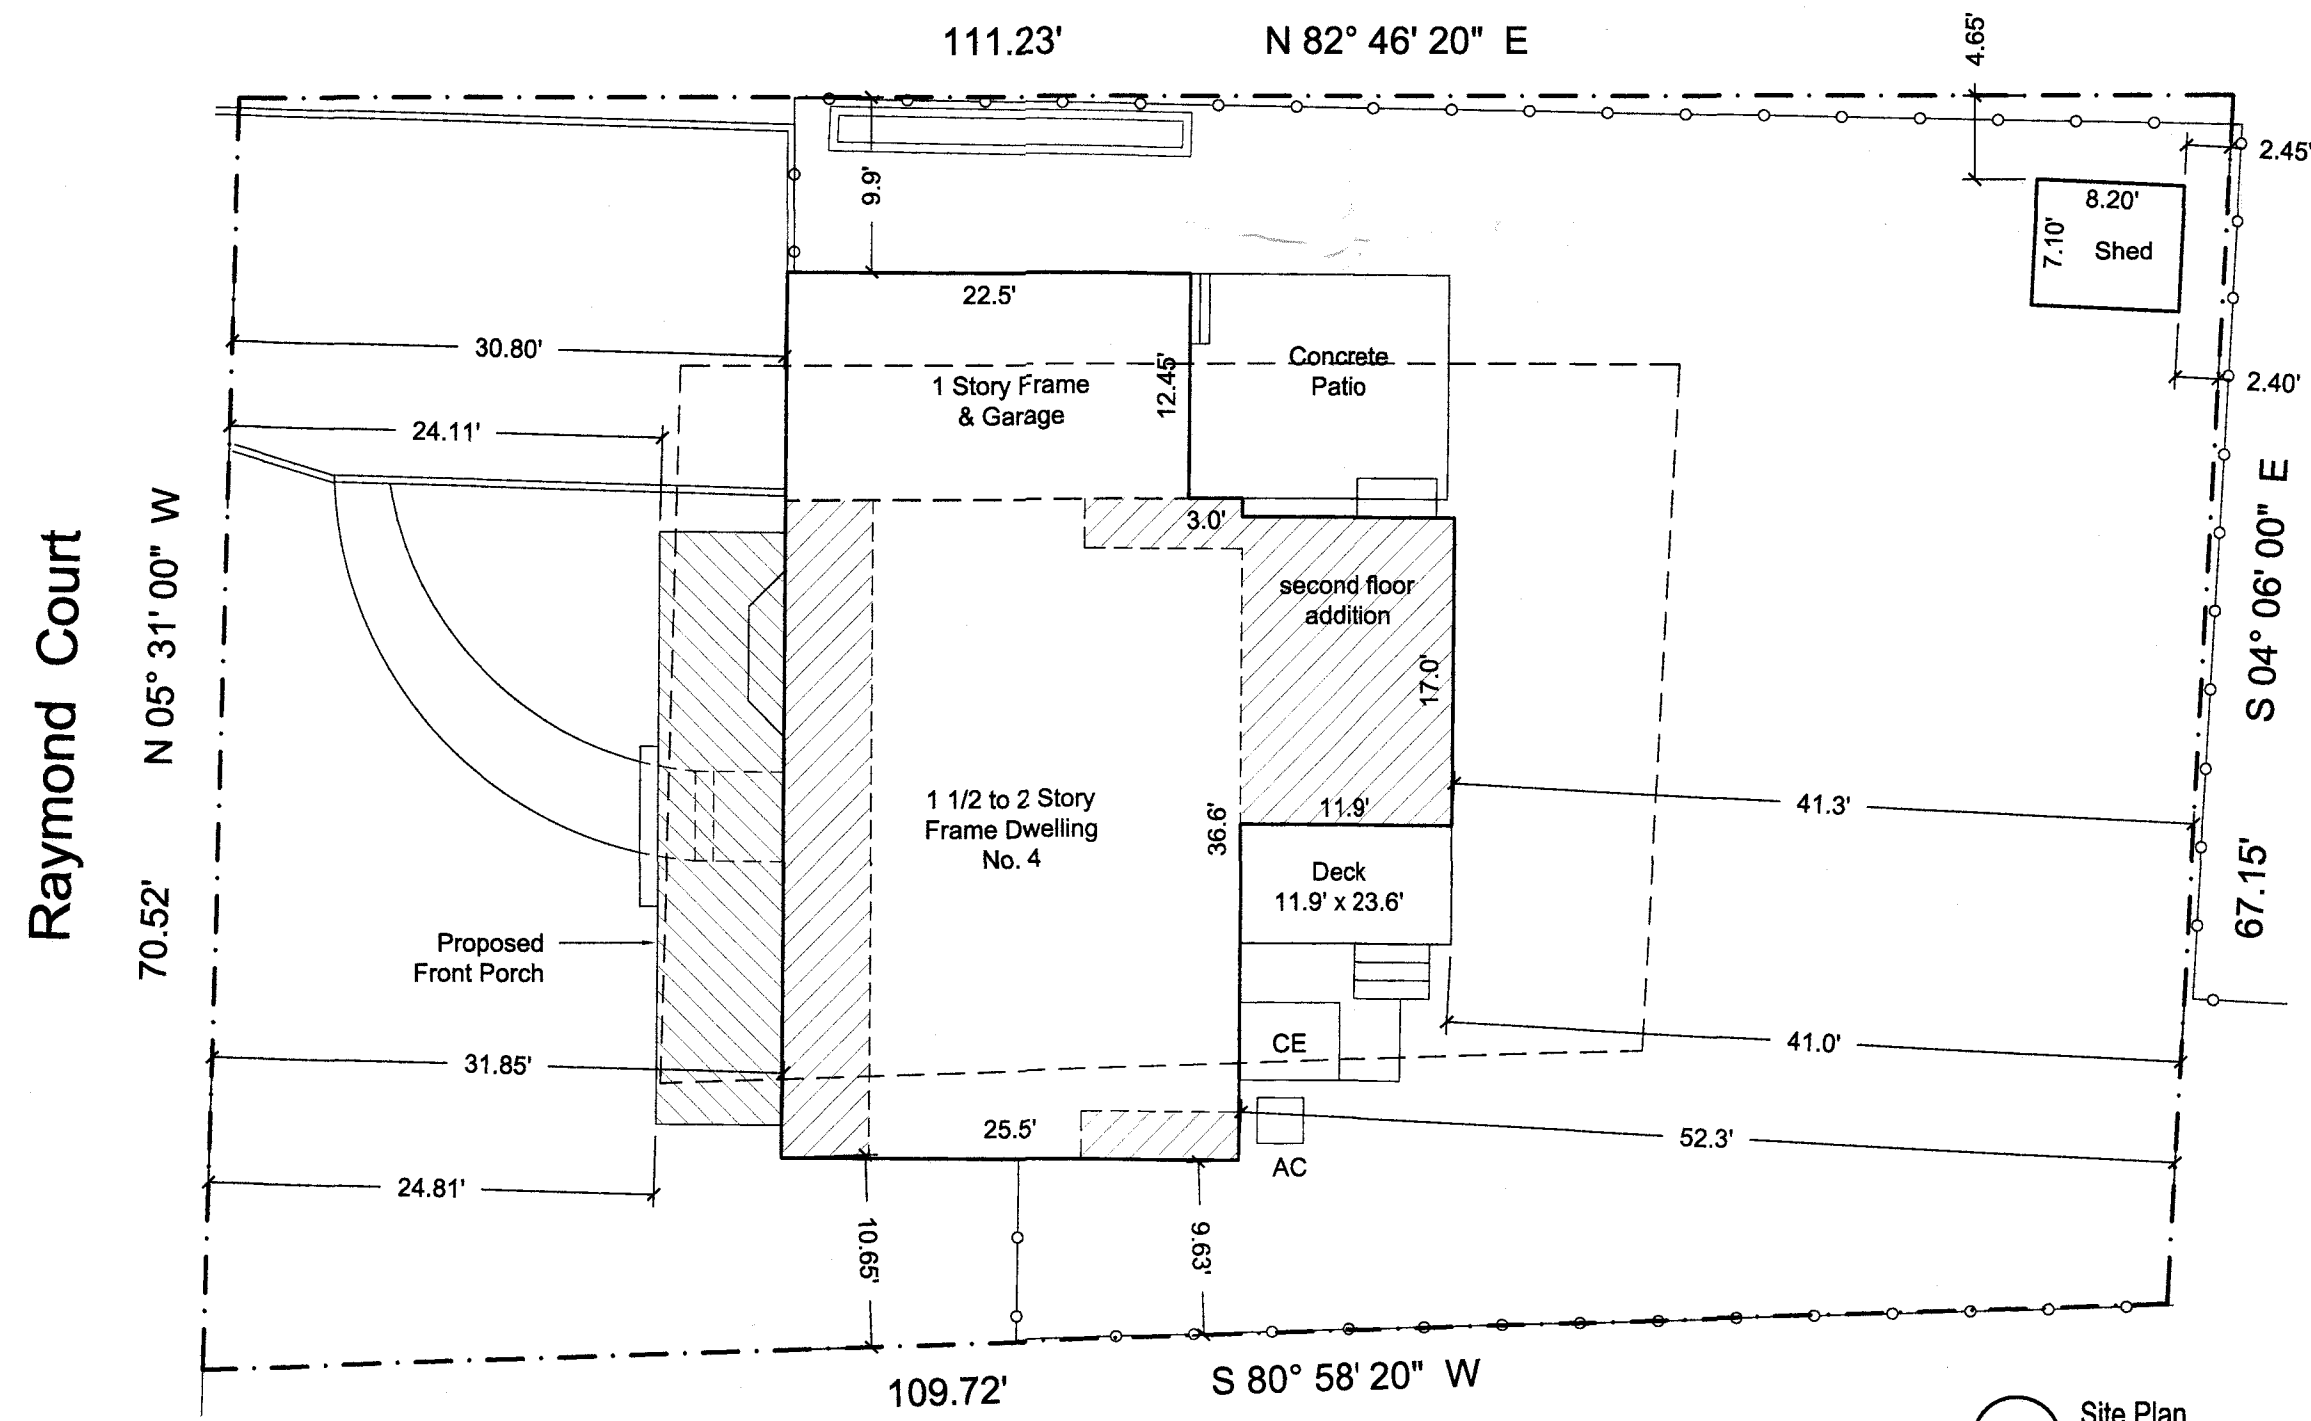 111.23'
N 82° 46' 20" E
4.65'
2.45'
8.20'
7.10'
Shed
9.9'
22.5'
30.80'
Concrete
Patio
1 Story Frame
& Garage
12.45'
2.40'
24.11'
Raymond Court
N 05° 31' 00" W
70.52'
S 04° 06' 00" E
67.15'
3.0'
second floor
addition
17.0'
41.3'
11.9'
1 1/2 to 2 Story
Frame Dwelling
No. 4
36.6'
Deck
11.9' x 23.6'
Proposed
Front Porch
CE
41.0'
31.85'
25.5'
52.3'
AC
24.81'
10.65'
9.63'
S 80° 58' 20" W
109.72'
Site Plan